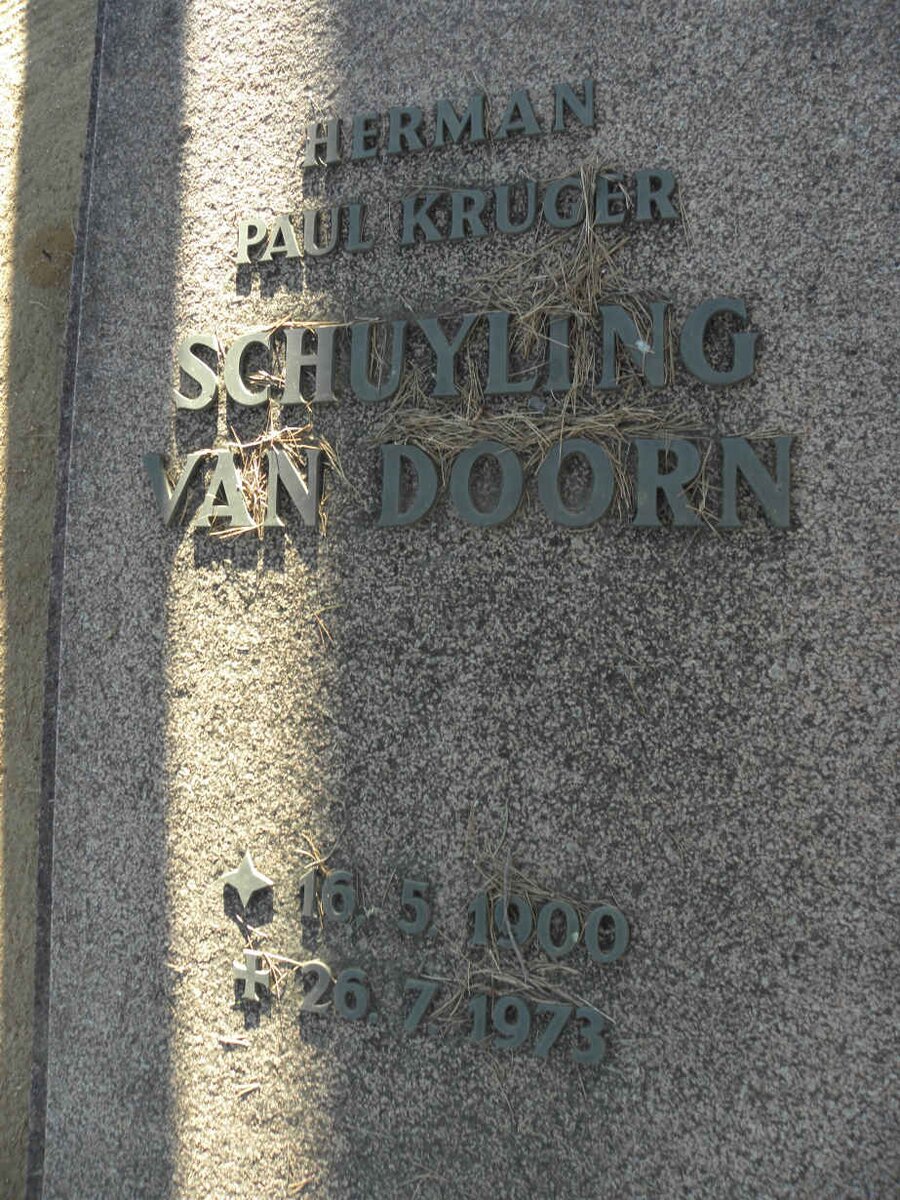 HERMAN
PAUL KRUGER
SCHUYLING
VAN DOORN
16. 5 1900
26. 7 1973